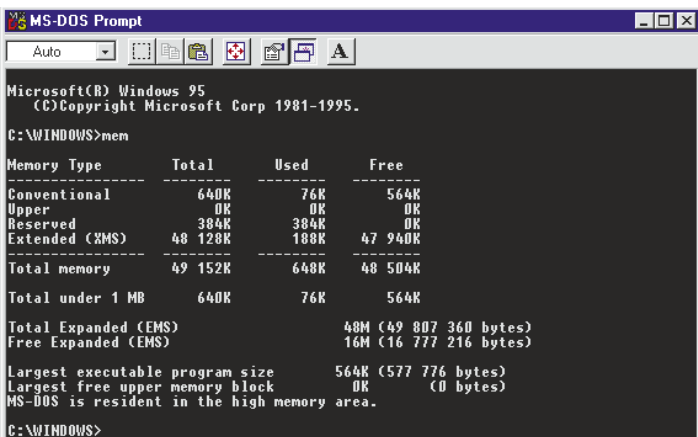 MS-DOS Prompt
Auto
A
Microsoft(R) Windows 95
(C)Copyright Microsoft Corp 1981-1995.
C:\WINDOWS>mem
Memory Type Total Used Free
---------------- -------- -------- --------
Conventional 640K 76K 564K
Upper 0K 0K 0K
Reserved 384K 384K 0K
Extended (XMS) 48 128K 188K 47 940K
---------------- -------- -------- --------
Total memory 49 152K 648K 48 504K
Total under 1 MB 640K 76K 564K
Total Expanded (EMS) 48M (49 807 360 bytes)
Free Expanded (EMS) 16M (16 777 216 bytes)
Largest executable program size 564K (577 776 bytes)
Largest free upper memory block 0K (0 bytes)
MS-DOS is resident in the high memory area.
C:\WINDOWS>